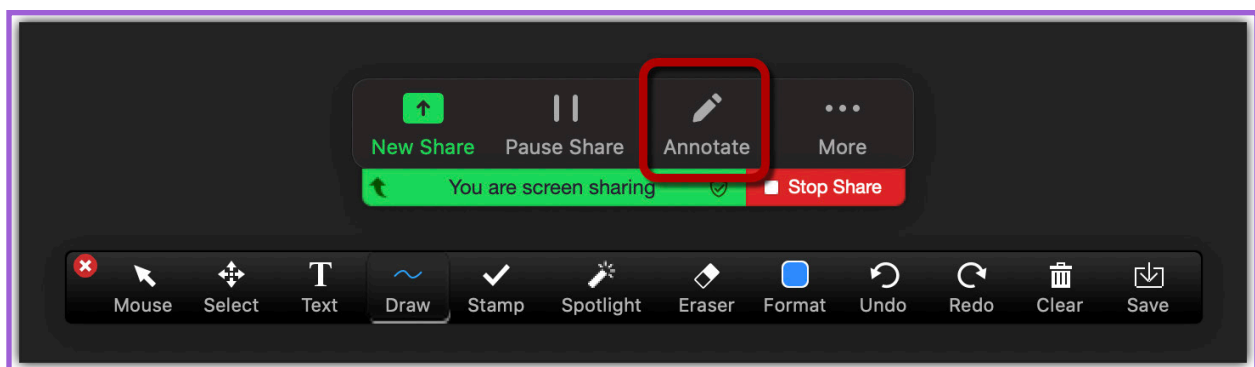 New Share Pause Share Annotate More
You are screen sharing Stop Share
Mouse Select Text Draw Stamp Spotlight Eraser Format Undo Redo Clear Save